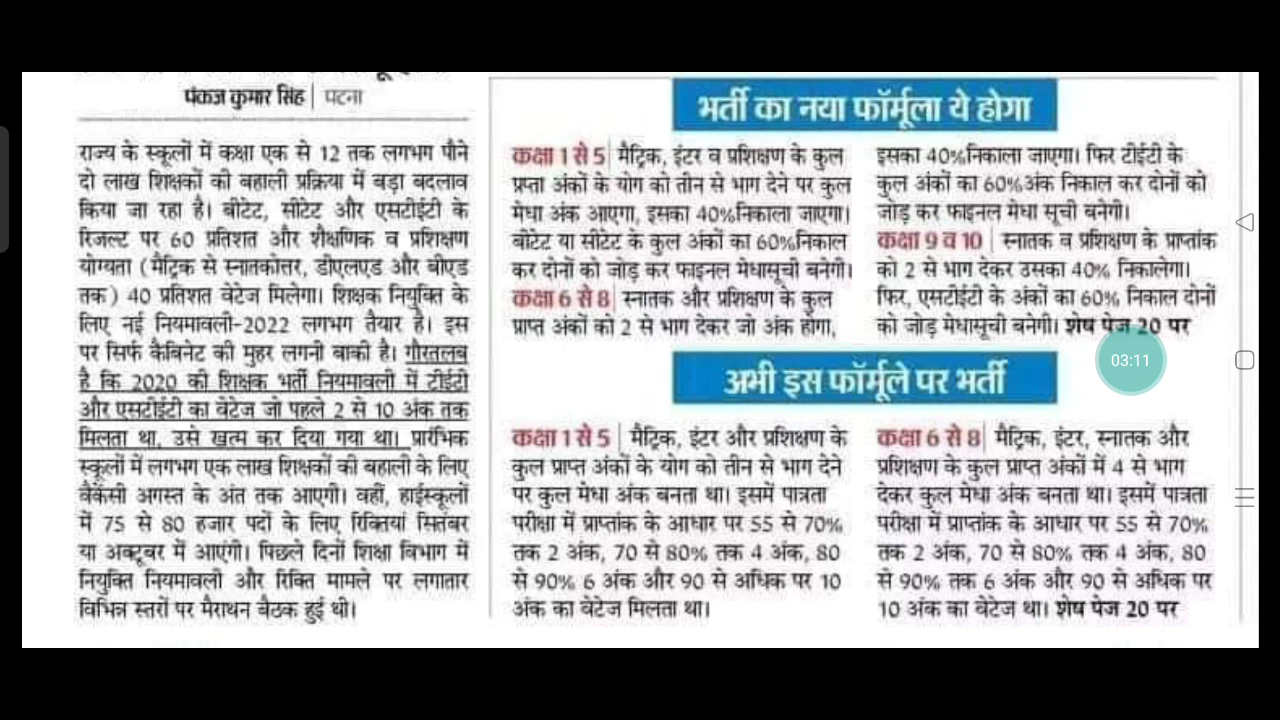 पंकज कुमार सिंह | पटना
राज्य के स्कूलों में कक्षा एक से 12 तक लगभग पौने
दो लाख शिक्षकों की बहाली प्रक्रिया में बड़ा बदलाव
किया जा रहा है। बीटेट, सीटेट और एसटीईटी के
रिजल्ट पर 60 प्रतिशत और शैक्षणिक व प्रशिक्षण
योग्यता (मैट्रिक से स्नातकोत्तर, डीएलएड और बीएड
तक) 40 प्रतिशत वेटेज मिलेगा। शिक्षक नियुक्ति के
लिए नई नियमावली-2022 लगभग तैयार है। इस
पर सिर्फ कैबिनेट की मुहर लगनी बाकी है। गौरतलब
है कि 2020 की शिक्षक भर्ती नियमावली में टीईटी
और एसटीईटी का वेटेज जो पहले 2 से 10 अंक तक
मिलता था, उसे खत्म कर दिया गया था। प्रारंभिक
स्कूलों में लगभग एक लाख शिक्षकों की बहाली के लिए
वैकेंसी अगस्त के अंत तक आएगी। वहीं, हाईस्कूलों
में 75 से 80 हजार पदों के लिए रिक्तियां सितंबर
या अक्टूबर में आएंगी। पिछले दिनों शिक्षा विभाग में
नियुक्ति नियमावली और रिक्ति मामले पर लगातार
विभिन्न स्तरों पर मैराथन बैठक हुई थी।
भर्ती का नया फॉर्मूला ये होगा
कक्षा 1 से 5 | मैट्रिक, इंटर व प्रशिक्षण के कुल
प्रप्ता अंकों के योग को तीन से भाग देने पर कुल
मेधा अंक आएगा, इसका 40%निकाला जाएगा।
बीटेट या सीटेट के कुल अंकों का 60%निकाल
कर दोनों को जोड़ कर फाइनल मेधासूची बनेगी।
कक्षा 6 से 8 | स्नातक और प्रशिक्षण के कुल
प्राप्त अंकों को 2 से भाग देकर जो अंक होगा,
इसका 40%निकाला जाएगा। फिर टीईटी के
कुल अंकों का 60%अंक निकाल कर दोनों को
जोड़ कर फाइनल मेधा सूची बनेगी।
कक्षा 9 व 10 | स्नातक व प्रशिक्षण के प्राप्तांक
को 2 से भाग देकर उसका 40% निकालेगा।
फिर, एसटीईटी के अंकों का 60% निकाल दोनों
को जोड़ मेधासूची बनेगी। शेष पेज 20 पर
03:11
अभी इस फॉर्मूले पर भर्ती
कक्षा 1 से 5 | मैट्रिक, इंटर और प्रशिक्षण के
कुल प्राप्त अंकों के योग को तीन से भाग देने
पर कुल मेधा अंक बनता था। इसमें पात्रता
परीक्षा में प्राप्तांक के आधार पर 55 से 70%
तक 2 अंक, 70 से 80% तक 4 अंक, 80
से 90% 6 अंक और 90 से अधिक पर 10
अंक का वेटेज मिलता था।
कक्षा 6 से 8 | मैट्रिक, इंटर, स्नातक और
प्रशिक्षण के कुल प्राप्त अंकों में 4 से भाग
देकर कुल मेधा अंक बनता था। इसमें पात्रता
परीक्षा में प्राप्तांक के आधार पर 55 से 70%
तक 2 अंक, 70 से 80% तक 4 अंक, 80
से 90% तक 6 अंक और 90 से अधिक पर
10 अंक का वेटेज था। शेष पेज 20 पर